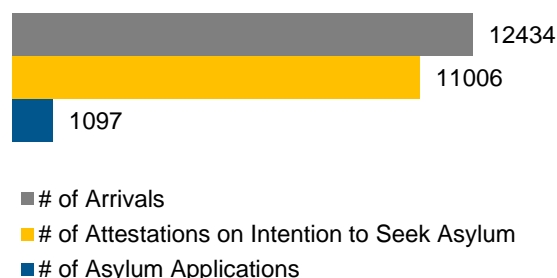 12434
11006
1097
# of Arrivals
# of Attestations on Intention to Seek Asylum
# of Asylum Applications